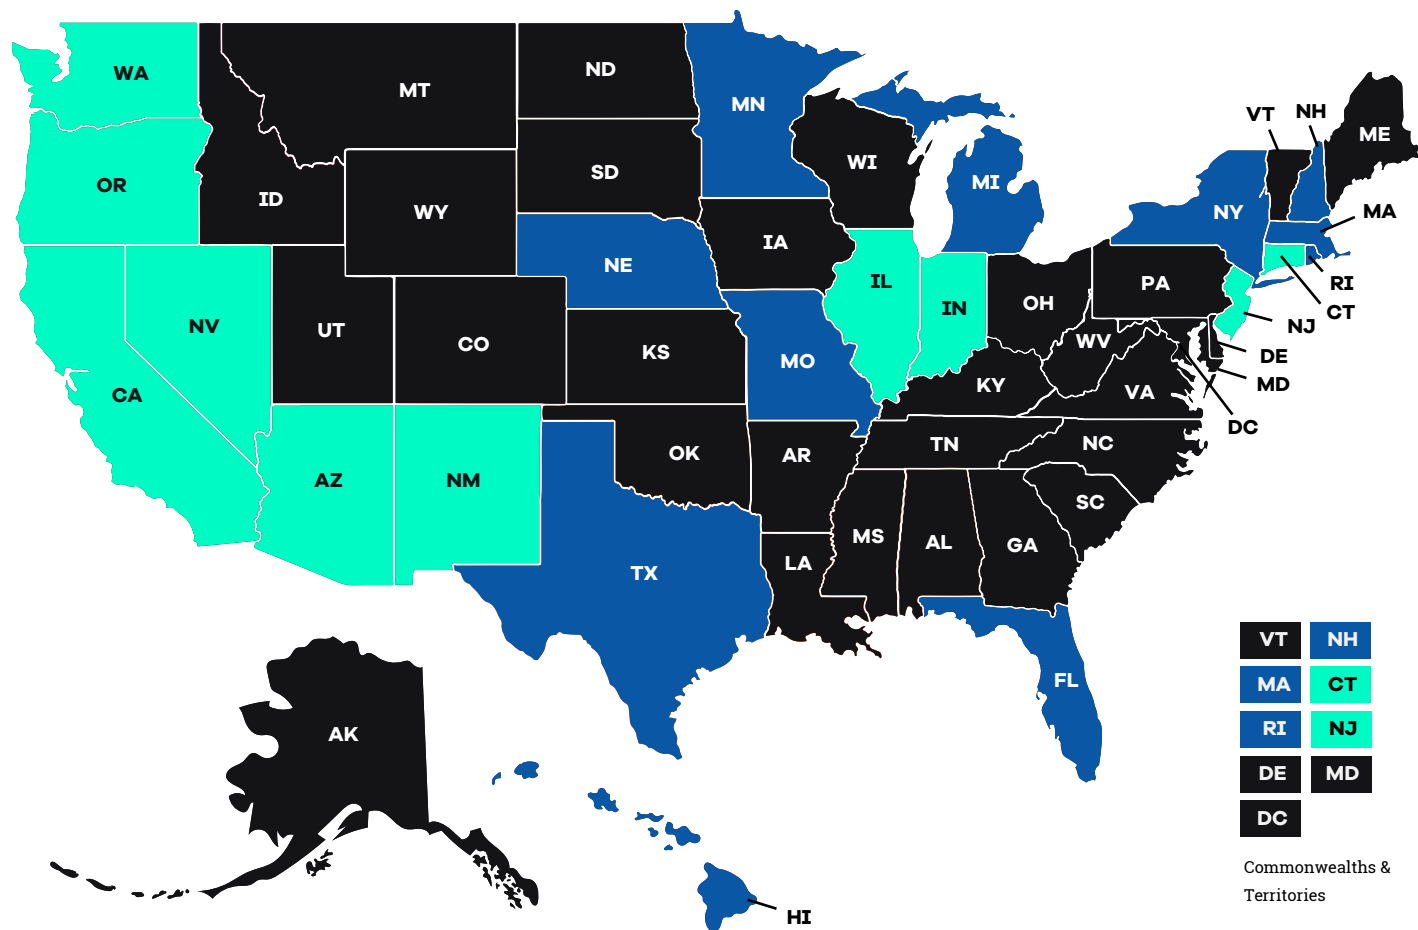 WA
MT
ND
MN
OR
ID
WY
SD
WI
MI
VT
NH
ME
NY
MA
NV
UT
CO
NE
IA
IL
IN
OH
PA
RI
CT
NJ
CA
KS
MO
KY
WV
VA
DE
MD
DC
AZ
NM
OK
AR
TN
NC
SC
TX
LA
MS
AL
GA
FL
AK
HI
VT NH
MA CT
RI NJ
DE MD
DC
Commonwealths &
Territories